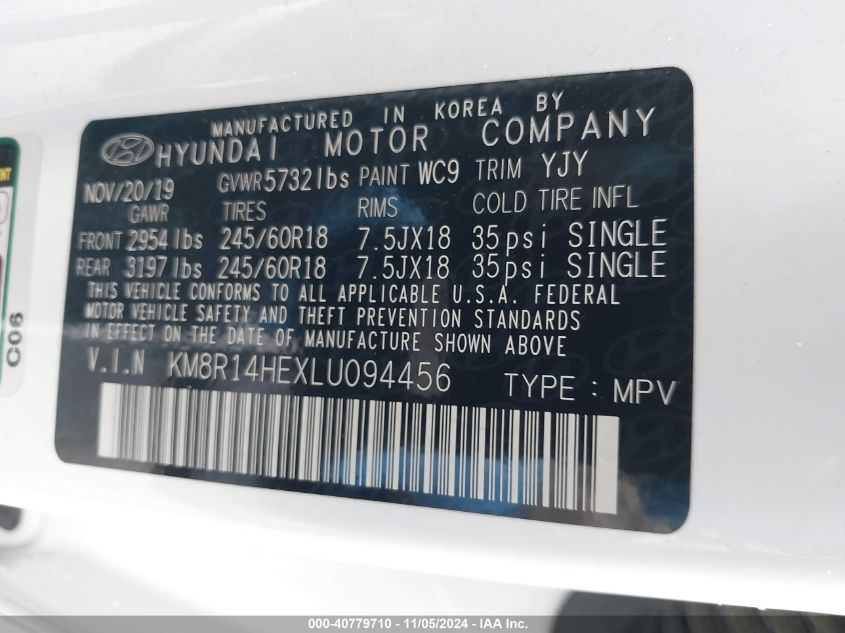 MANUFACTURED IN KOREA BY
HYUNDAI MOTOR COMPANY
NOV/20/19 GVWR 5732 lbs PAINT WC9 TRIM YJY
GAWR TIRES RIMS COLD TIRE INFL
FRONT 2954 lbs 245/60R18 7.5JX18 35psi SINGLE
REAR 3197 lbs 245/60R18 7.5JX18 35psi SINGLE
THIS VEHICLE CONFORMS TO ALL APPLICABLE U.S.A. FEDERAL
MOTOR VEHICLE SAFETY AND THEFT PREVENTION STANDARDS
IN EFFECT ON THE DATE OF MANUFACTURE SHOWN ABOVE
V.I.N KM8R14HEXLU094456 TYPE : MPV
C06
000-40779710 - 11/05/2024 - IAA Inc.